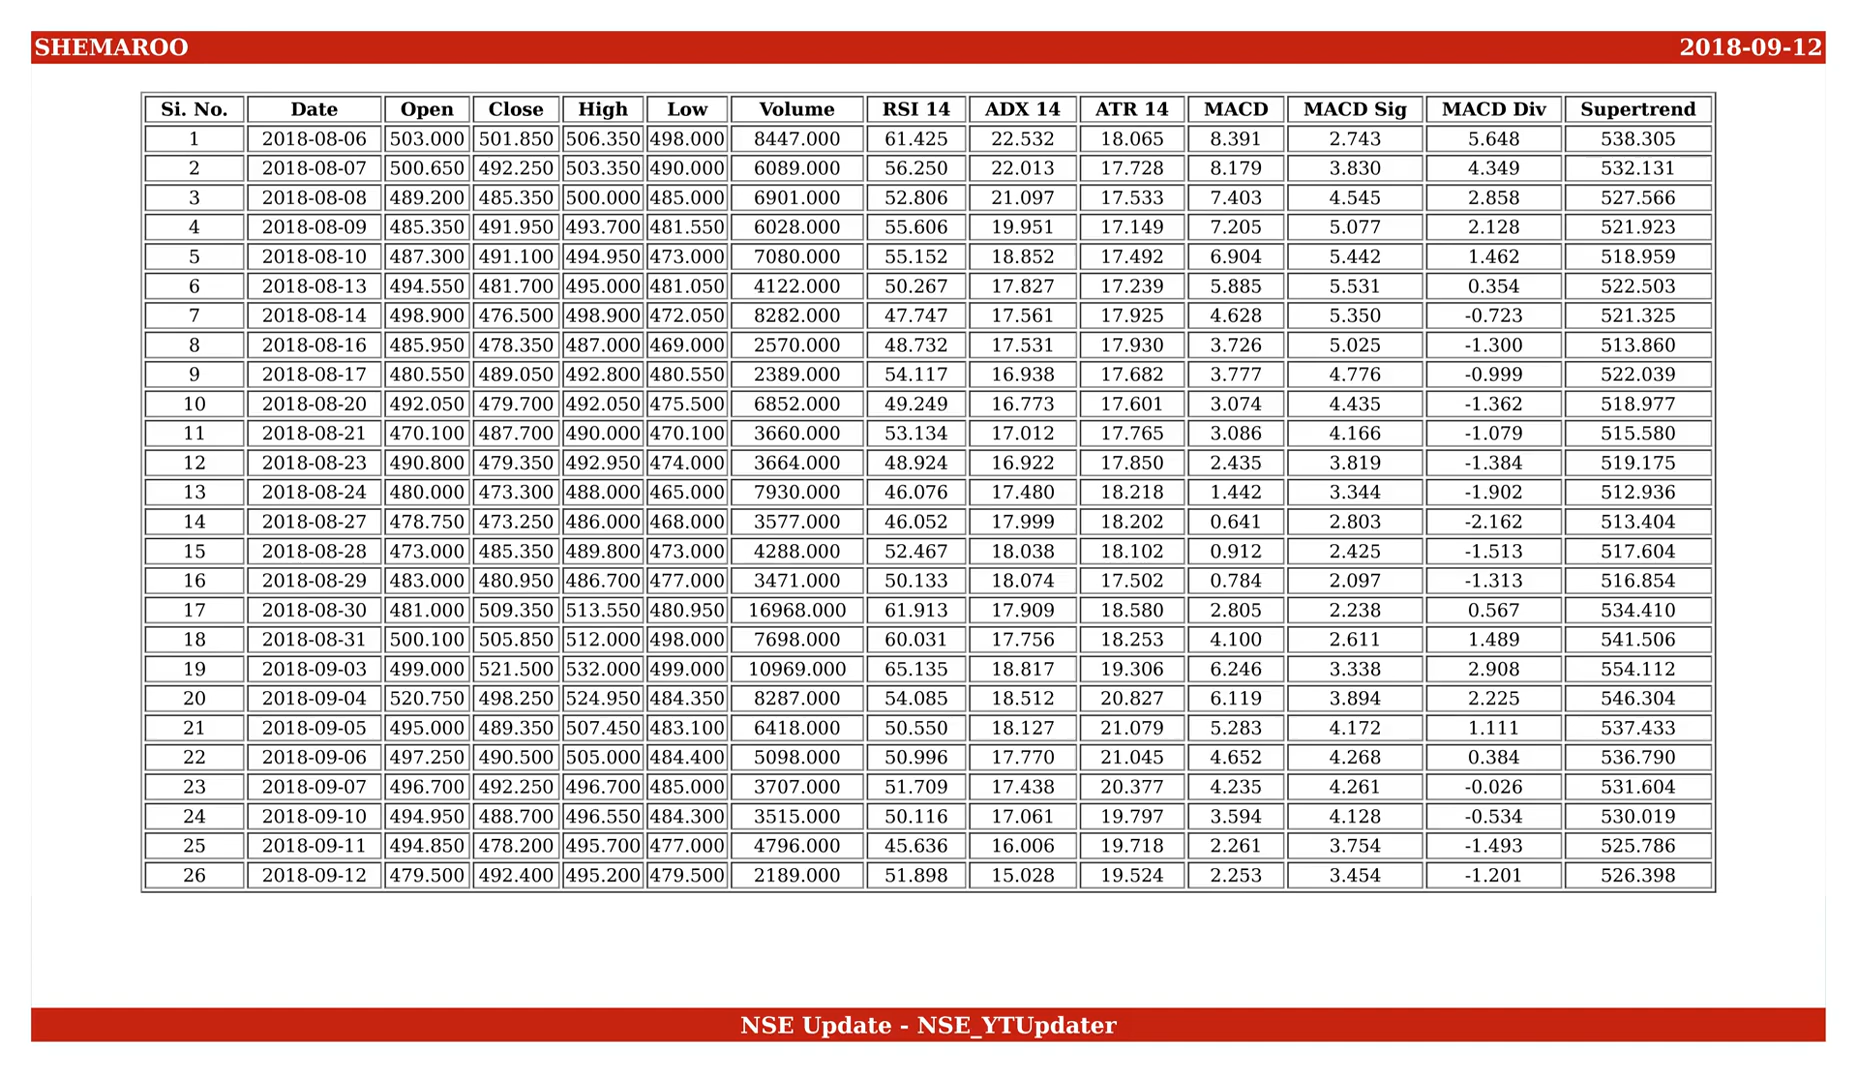 SHEMAROO 2018-09-12
Si. No. Date Open Close High Low Volume RSI 14 ADX 14 ATR 14 MACD MACD Sig MACD Div Supertrend
1 2018-08-06 503.000 501.850 506.350 498.000 8447.000 61.425 22.532 18.065 8.391 2.743 5.648 538.305
2 2018-08-07 500.650 492.250 503.350 490.000 6089.000 56.250 22.013 17.728 8.179 3.830 4.349 532.131
3 2018-08-08 489.200 485.350 500.000 485.000 6901.000 52.806 21.097 17.533 7.403 4.545 2.858 527.566
4 2018-08-09 485.350 491.950 493.700 481.550 6028.000 55.606 19.951 17.149 7.205 5.077 2.128 521.923
5 2018-08-10 487.300 491.100 494.950 473.000 7080.000 55.152 18.852 17.492 6.904 5.442 1.462 518.959
6 2018-08-13 494.550 481.700 495.000 481.050 4122.000 50.267 17.827 17.239 5.885 5.531 0.354 522.503
7 2018-08-14 498.900 476.500 498.900 472.050 8282.000 47.747 17.561 17.925 4.628 5.350 -0.723 521.325
8 2018-08-16 485.950 478.350 487.000 469.000 2570.000 48.732 17.531 17.930 3.726 5.025 -1.300 513.860
9 2018-08-17 480.550 489.050 492.800 480.550 2389.000 54.117 16.938 17.682 3.777 4.776 -0.999 522.039
10 2018-08-20 492.050 479.700 492.050 475.500 6852.000 49.249 16.773 17.601 3.074 4.435 -1.362 518.977
11 2018-08-21 470.100 487.700 490.000 470.100 3660.000 53.134 17.012 17.765 3.086 4.166 -1.079 515.580
12 2018-08-23 490.800 479.350 492.950 474.000 3664.000 48.924 16.922 17.850 2.435 3.819 -1.384 519.175
13 2018-08-24 480.000 473.300 488.000 465.000 7930.000 46.076 17.480 18.218 1.442 3.344 -1.902 512.936
14 2018-08-27 478.750 473.250 486.000 468.000 3577.000 46.052 17.999 18.202 0.641 2.803 -2.162 513.404
15 2018-08-28 473.000 485.350 489.800 473.000 4288.000 52.467 18.038 18.102 0.912 2.425 -1.513 517.604
16 2018-08-29 483.000 480.950 486.700 477.000 3471.000 50.133 18.074 17.502 0.784 2.097 -1.313 516.854
17 2018-08-30 481.000 509.350 513.550 480.950 16968.000 61.913 17.909 18.580 2.805 2.238 0.567 534.410
18 2018-08-31 500.100 505.850 512.000 498.000 7698.000 60.031 17.756 18.253 4.100 2.611 1.489 541.506
19 2018-09-03 499.000 521.500 532.000 499.000 10969.000 65.135 18.817 19.306 6.246 3.338 2.908 554.112
20 2018-09-04 520.750 498.250 524.950 484.350 8287.000 54.085 18.512 20.827 6.119 3.894 2.225 546.304
21 2018-09-05 495.000 489.350 507.450 483.100 6418.000 50.550 18.127 21.079 5.283 4.172 1.111 537.433
22 2018-09-06 497.250 490.500 505.000 484.400 5098.000 50.996 17.770 21.045 4.652 4.268 0.384 536.790
23 2018-09-07 496.700 492.250 496.700 485.000 3707.000 51.709 17.438 20.377 4.235 4.261 -0.026 531.604
24 2018-09-10 494.950 488.700 496.550 484.300 3515.000 50.116 17.061 19.797 3.594 4.128 -0.534 530.019
25 2018-09-11 494.850 478.200 495.700 477.000 4796.000 45.636 16.006 19.718 2.261 3.754 -1.493 525.786
26 2018-09-12 479.500 492.400 495.200 479.500 2189.000 51.898 15.028 19.524 2.253 3.454 -1.201 526.398
NSE Update - NSE_YTUpdater